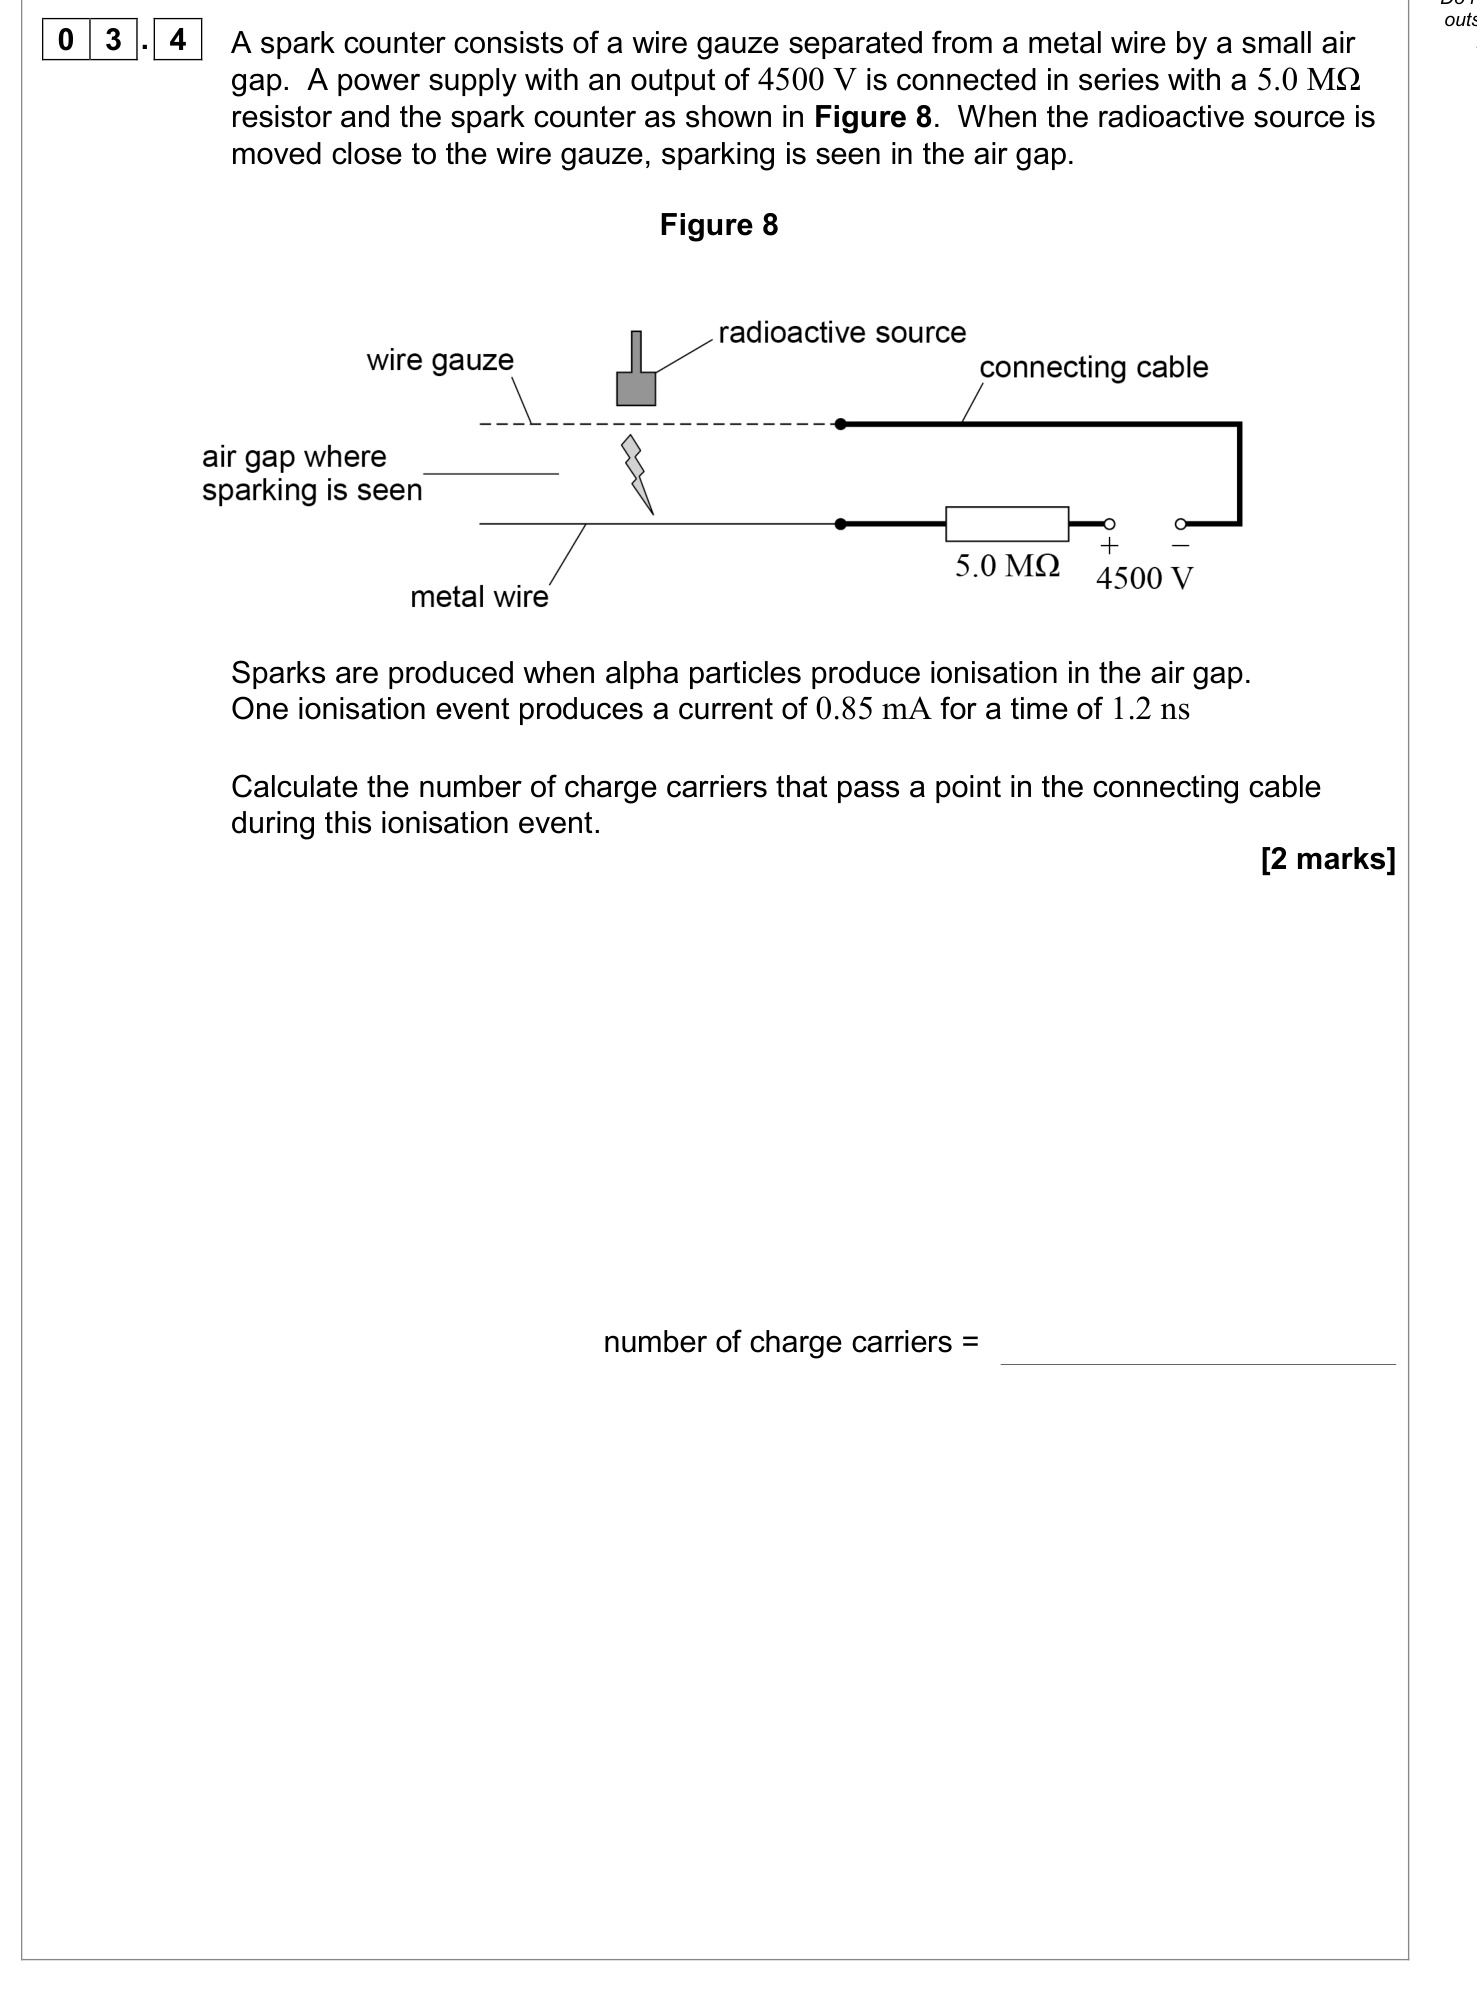 Do n
outs
0 3 . 4 A spark counter consists of a wire gauze separated from a metal wire by a small air
gap. A power supply with an output of 4500 V is connected in series with a 5.0 MΩ
resistor and the spark counter as shown in Figure 8. When the radioactive source is
moved close to the wire gauze, sparking is seen in the air gap.
Figure 8
radioactive source
wire gauze
connecting cable
air gap where
sparking is seen
+ −
5.0 MΩ 4500 V
metal wire
Sparks are produced when alpha particles produce ionisation in the air gap.
One ionisation event produces a current of 0.85 mA for a time of 1.2 ns
Calculate the number of charge carriers that pass a point in the connecting cable
during this ionisation event.
[2 marks]
number of charge carriers =